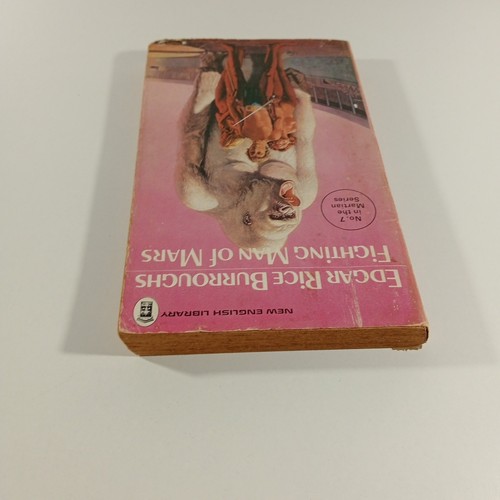 NEW ENGLISH LIBRARY
EDGAR RICE BURROUGHS
FIGHTING MAN OF MARS
No. 7
in the
Martian
Series